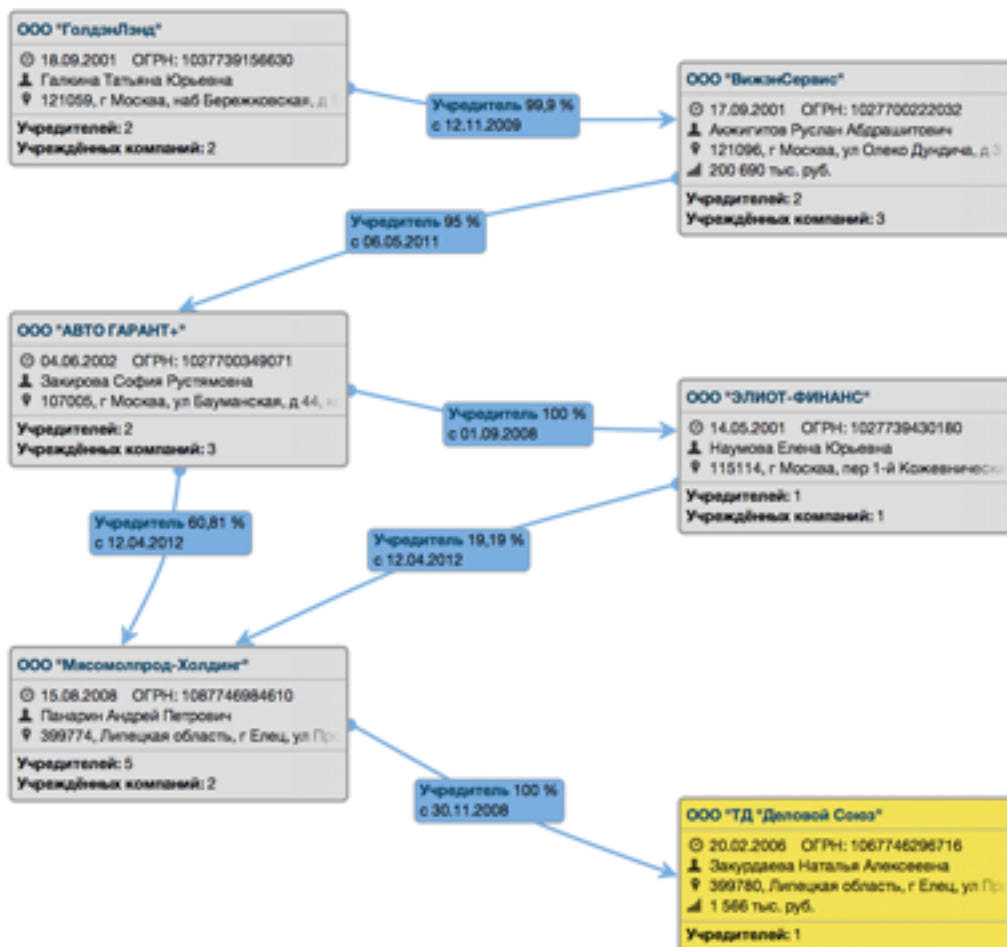 ООО "ГолдэнЛэнд"
18.09.2001 ОГРН: 1037739156630
Галкина Татьяна Юрьевна
121059, г Москва, наб Бережковская, д
Учредителей: 2
Учреждённых компаний: 2
Учредитель 99,9 %
с 12.11.2009
ООО "ВижэнСервис"
17.09.2001 ОГРН: 1027700222032
Акжигитов Руслан Абдрашитович
121096, г Москва, ул Олеко Дундича, д 3
200 690 тыс. руб.
Учредителей: 2
Учреждённых компаний: 3
Учредитель 95 %
с 06.05.2011
ООО "АВТО ГАРАНТ+"
04.06.2002 ОГРН: 1027700349071
Закирова София Рустямовна
107005, г Москва, ул Бауманская, д 44,
Учредителей: 2
Учреждённых компаний: 3
Учредитель 100 %
с 01.09.2008
ООО "ЭЛИОТ-ФИНАНС"
14.05.2001 ОГРН: 1027739430180
Наумова Елена Юрьевна
115114, г Москва, пер 1-й Кожевническ
Учредителей: 1
Учреждённых компаний: 1
Учредитель 60,81 %
с 12.04.2012
Учредитель 19,19 %
с 12.04.2012
ООО "Мясомолпрод-Холдинг"
15.08.2008 ОГРН: 1087746984610
Панарин Андрей Петрович
399774, Липецкая область, г Елец, ул Про
Учредителей: 5
Учреждённых компаний: 2
Учредитель 100 %
с 30.11.2008
ООО "ТД "Деловой Союз"
20.02.2006 ОГРН: 1067746296716
Закурдаева Наталья Алексеевна
399780, Липецкая область, г Елец, ул Про
1 566 тыс. руб.
Учредителей: 1